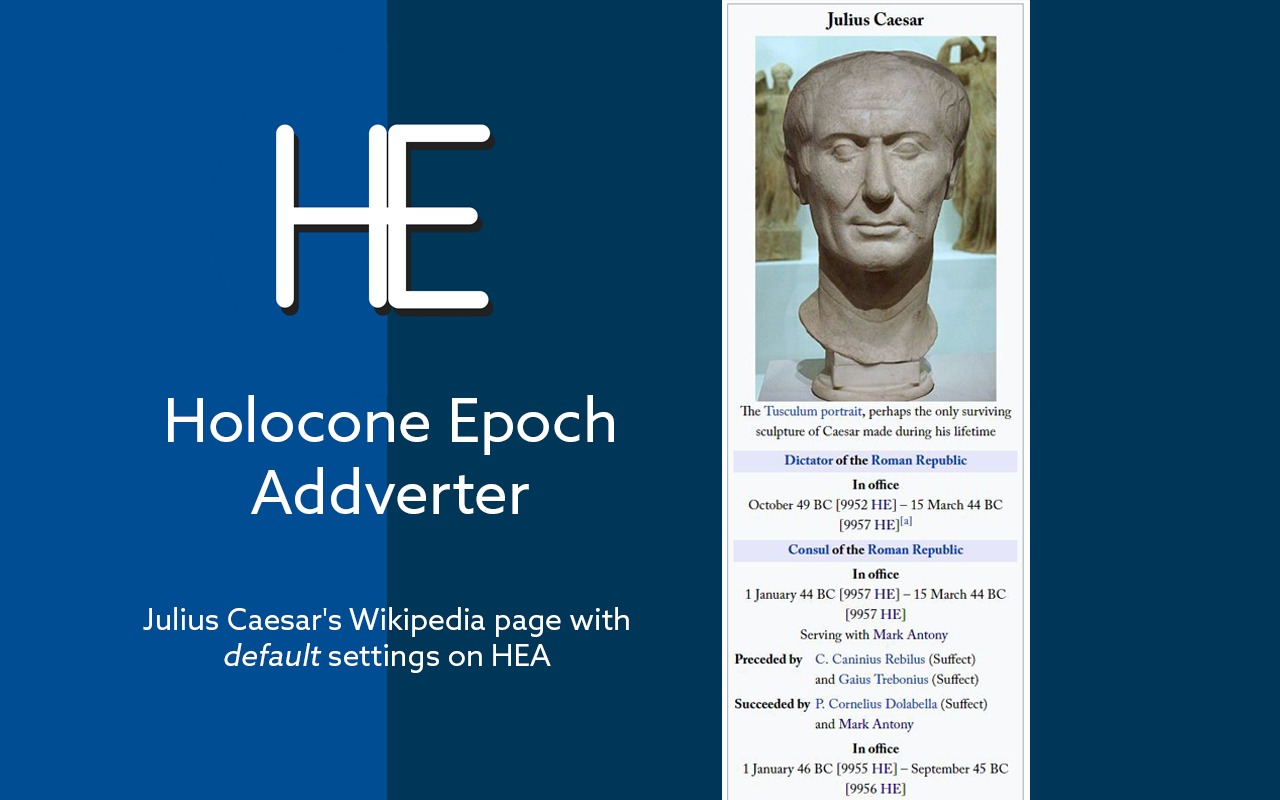 HE
Holocone Epoch
Addverter
Julius Caesar's Wikipedia page with
default settings on HEA
Julius Caesar
The Tusculum portrait, perhaps the only surviving
sculpture of Caesar made during his lifetime
Dictator of the Roman Republic
In office
October 49 BC [9952 HE] – 15 March 44 BC
[9957 HE][a]
Consul of the Roman Republic
In office
1 January 44 BC [9957 HE] – 15 March 44 BC
[9957 HE]
Serving with Mark Antony
Preceded by C. Caninius Rebilus (Suffect)
and Gaius Trebonius (Suffect)
Succeeded by P. Cornelius Dolabella (Suffect)
and Mark Antony
In office
1 January 46 BC [9955 HE] – September 45 BC
[9956 HE]